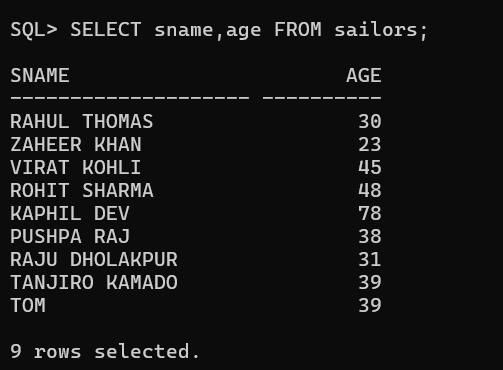 SQL> SELECT sname,age FROM sailors;
SNAME AGE
-------------------- ----------
RAHUL THOMAS 30
ZAHEER KHAN 23
VIRAT KOHLI 45
ROHIT SHARMA 48
KAPHIL DEV 78
PUSHPA RAJ 38
RAJU DHOLAKPUR 31
TANJIRO KAMADO 39
TOM 39
9 rows selected.